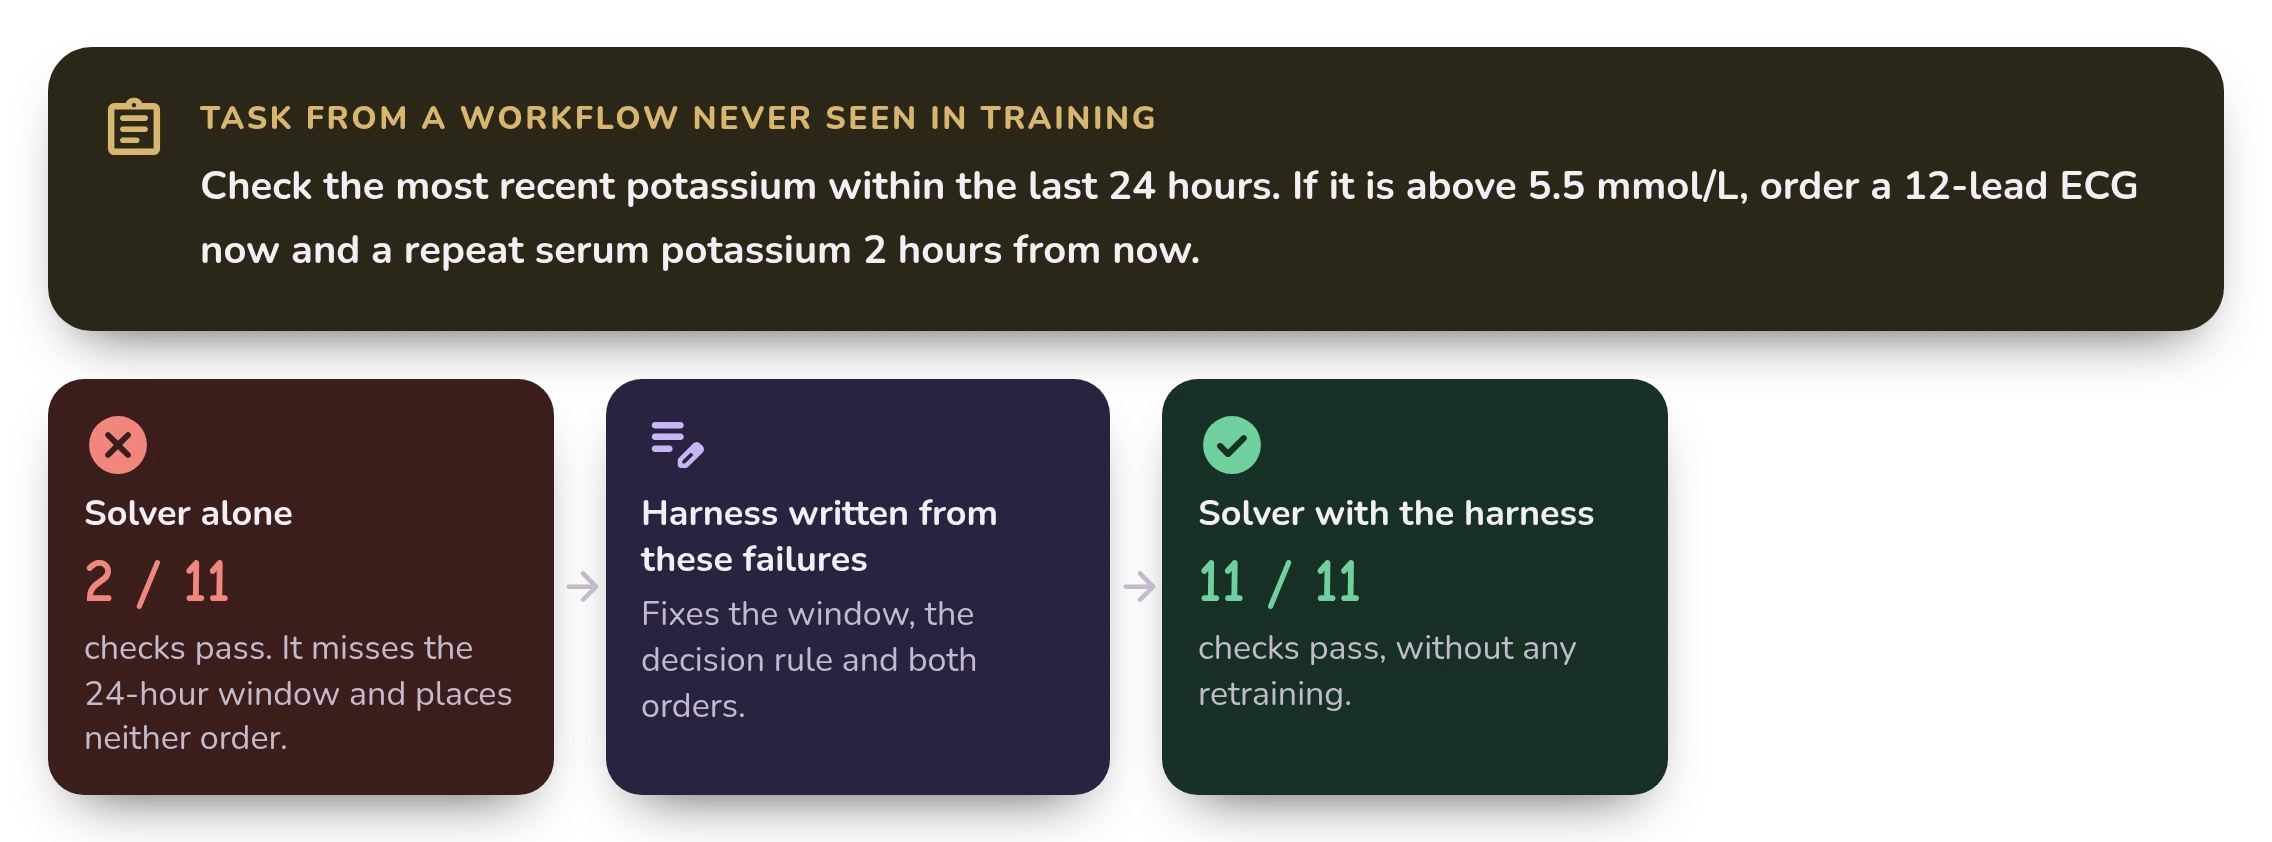 TASK FROM A WORKFLOW NEVER SEEN IN TRAINING
Check the most recent potassium within the last 24 hours. If it is above 5.5 mmol/L, order a 12-lead ECG
now and a repeat serum potassium 2 hours from now.
Solver alone
2 / 11
checks pass. It misses the
24-hour window and places
neither order.
Harness written from
these failures
Fixes the window, the
decision rule and both
orders.
Solver with the harness
11 / 11
checks pass, without any
retraining.